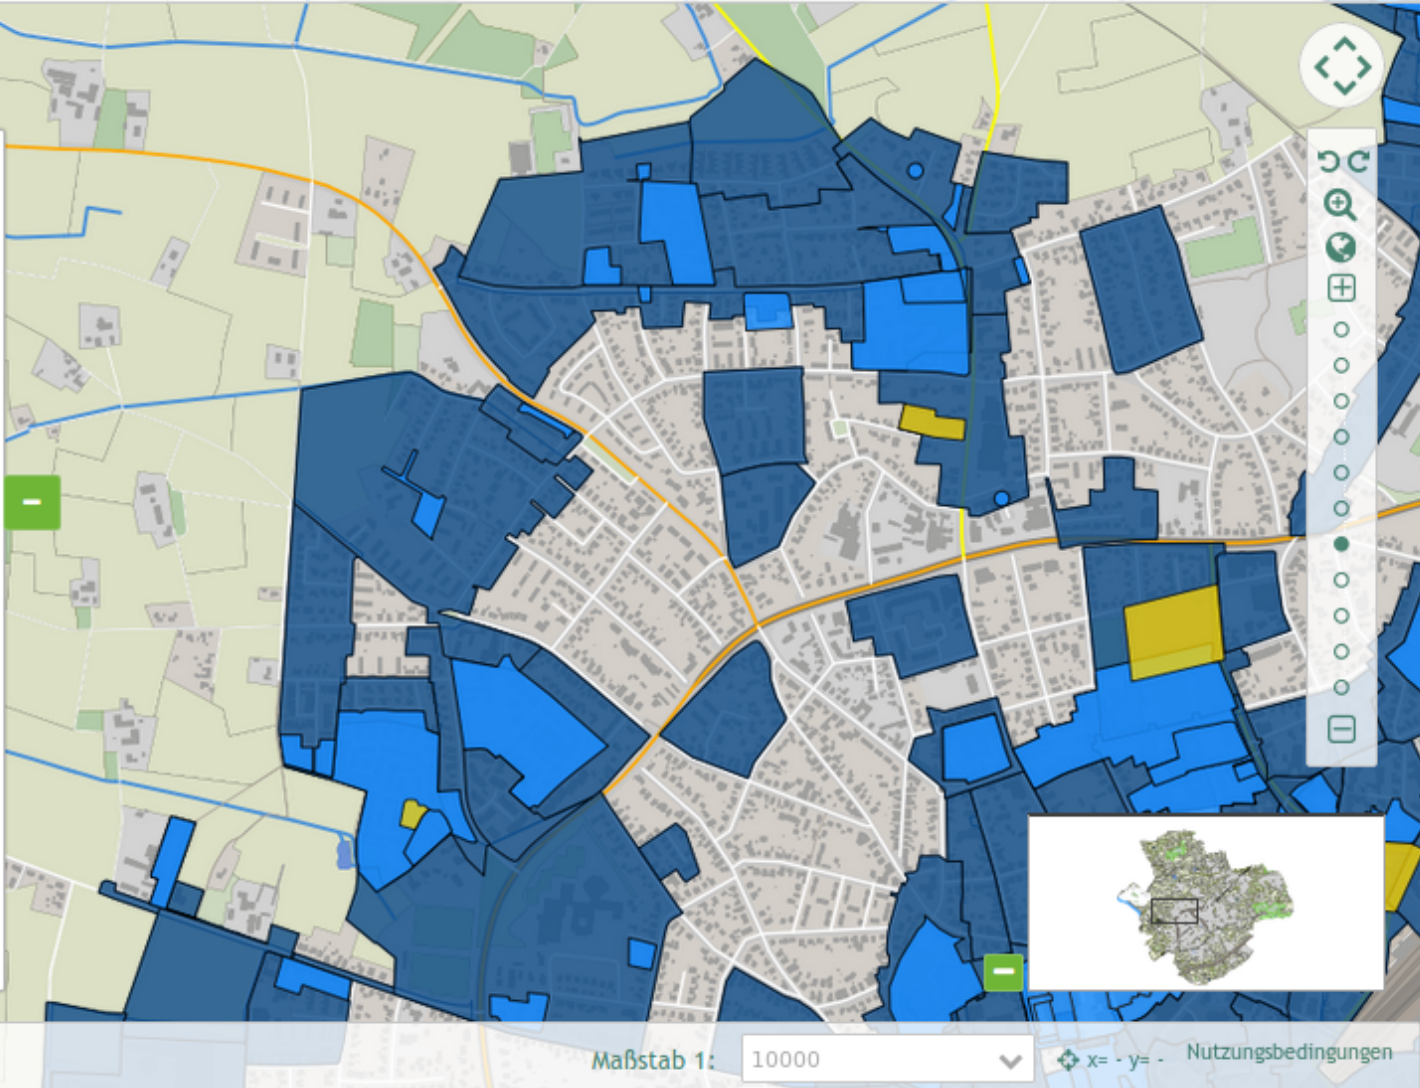 Maßstab 1: 10000 x= - y= - Nutzungsbedingungen